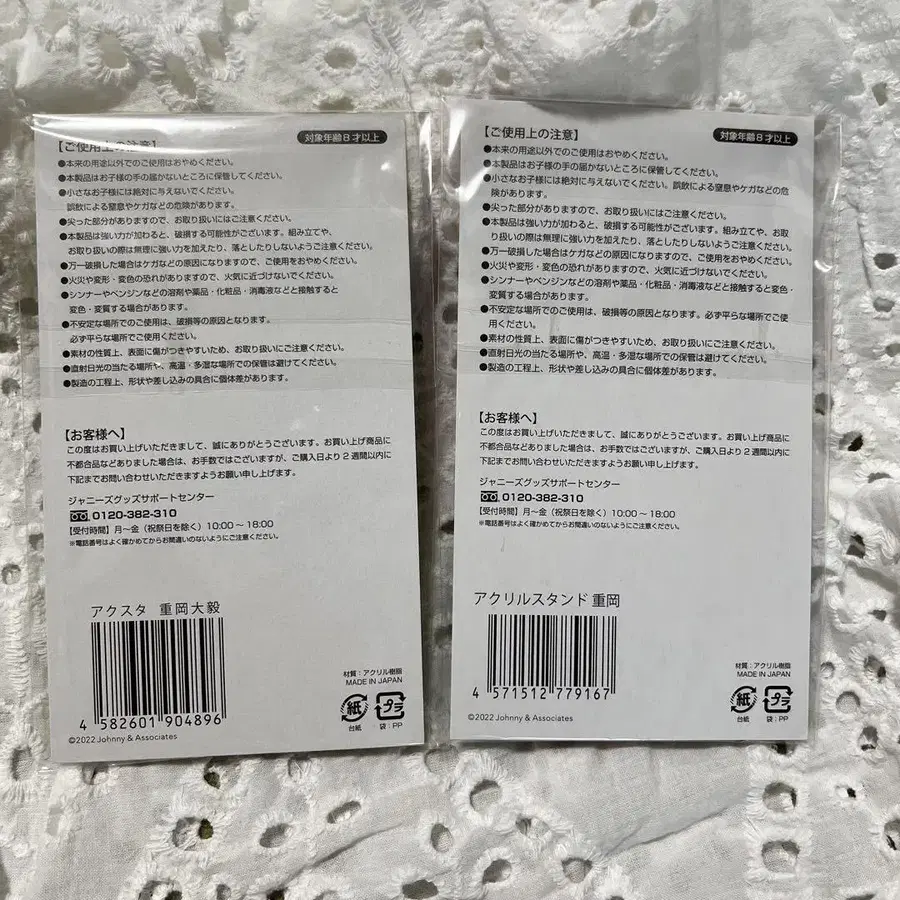 【ご使用上の注意】
対象年齢8才以上
●本来の用途以外でのご使用はおやめください。
●本製品はお子様の手の届かないところに保管してください。
●小さなお子様には絶対に与えないでください。
誤飲による窒息やケガなどの危険があります。
●尖った部分がありますので、お取り扱いにはご注意ください。
●本製品は強い力が加わると、破損する可能性がございます。組み立てや、
お取り扱いの際は無理に強い力を加えたり、落としたりしないようご注意ください。
●万一破損した場合はケガなどの原因になりますので、ご使用をおやめください。
●火災や変形・変色の恐れがありますので、火気に近づけないでください。
●シンナーやベンジンなどの溶剤や薬品・化粧品・消毒液などと接触すると
変色・変質する場合があります。
●不安定な場所でのご使用は、破損等の原因となります。
必ず平らな場所でご使用ください。
●素材の性質上、表面に傷がつきやすいため、お取り扱いにご注意ください。
●直射日光の当たる場所や、高温・多湿な場所での保管は避けてください。
●製造の工程上、形状や差し込みの具合に個体差があります。
【お客様へ】
この度はお買い上げいただきまして、誠にありがとうございます。お買い上げ商品に
不都合品などありました場合は、お手数ではございますが、ご購入日より2週間以内に
下記までお問い合わせいただきますようお願い申し上げます。
ジャニーズグッズサポートセンター
0120-382-310
【受付時間】月～金(祝祭日を除く)10:00～18:00
※電話番号はよく確かめてからお間違いのないようにご注意ください。
アクスタ 重岡大毅
4 582601 904896
©2022 Johnny & Associates
材質:アクリル樹脂
MADE IN JAPAN
紙 プラ
台紙 袋:PP
【ご使用上の注意】
対象年齢8才以上
●本来の用途以外でのご使用はおやめください。
●本製品はお子様の手の届かないところに保管してください。
●小さなお子様には絶対に与えないでください。誤飲による窒息やケガなどの危
険があります。
●尖った部分がありますので、お取り扱いにはご注意ください。
●本製品は強い力が加わると、破損する可能性がございます。組み立てや、お取
り扱いの際は無理に強い力を加えたり、落としたりしないようご注意ください。
●万一破損した場合はケガなどの原因になりますので、ご使用をおやめください。
●火災や変形・変色の恐れがありますので、火気に近づけないでください。
●シンナーやベンジンなどの溶剤や薬品・化粧品・消毒液などと接触すると変色・
変質する場合があります。
●不安定な場所でのご使用は、破損等の原因となります。必ず平らな場所でご使
用ください。
●素材の性質上、表面に傷がつきやすいため、お取り扱いにご注意ください。
●直射日光の当たる場所や、高温・多湿な場所での保管は避けてください。
●製造の工程上、形状や差し込みの具合に個体差があります。
【お客様へ】
この度はお買い上げいただきまして、誠にありがとうございます。お買い上げ商品に
不都合品などありました場合は、お手数ではございますが、ご購入日より2週間以内に
下記までお問い合わせいただきますようお願い申し上げます。
ジャニーズグッズサポートセンター
0120-382-310
【受付時間】月～金(祝祭日を除く)10:00～18:00
※電話番号はよく確かめてからお間違いのないようにご注意ください。
アクリルスタンド 重岡
4 571512 779167
©2022 Johnny & Associates
材質:アクリル樹脂
MADE IN JAPAN
紙 プラ
台紙 袋:PP